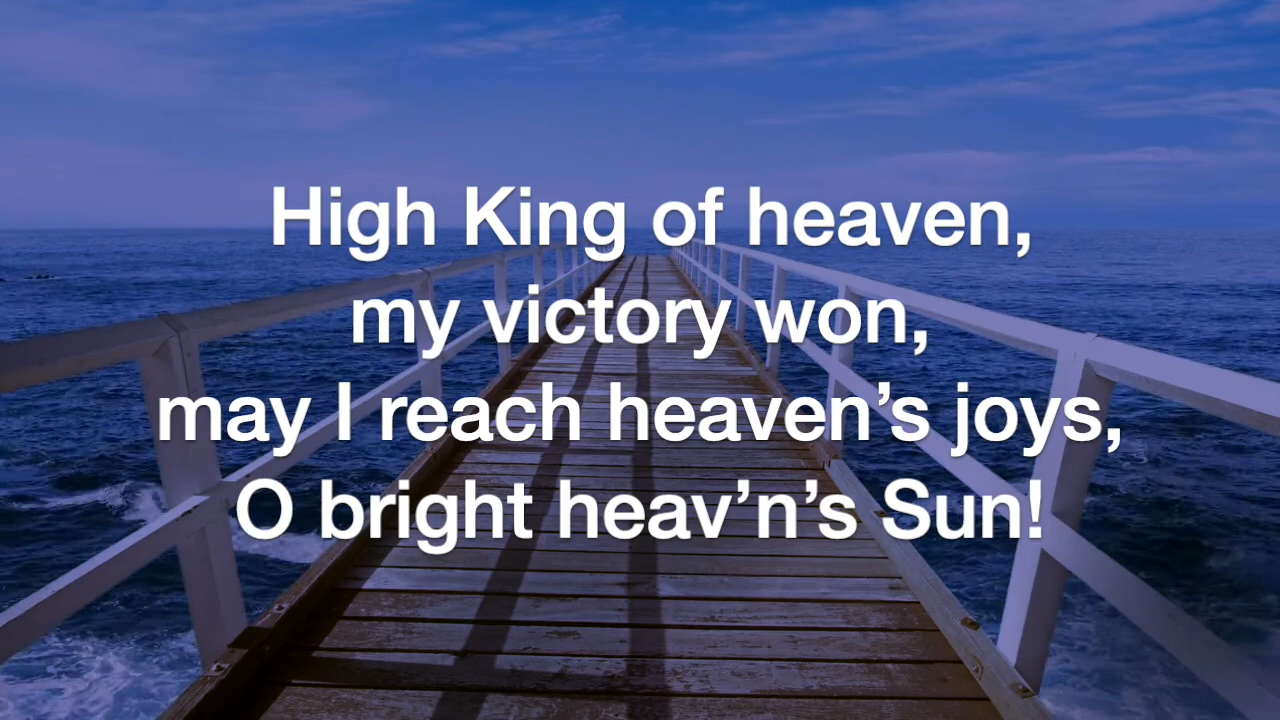 High King of heaven,
my victory won,
may I reach heaven’s joys,
O bright heav’n’s Sun!